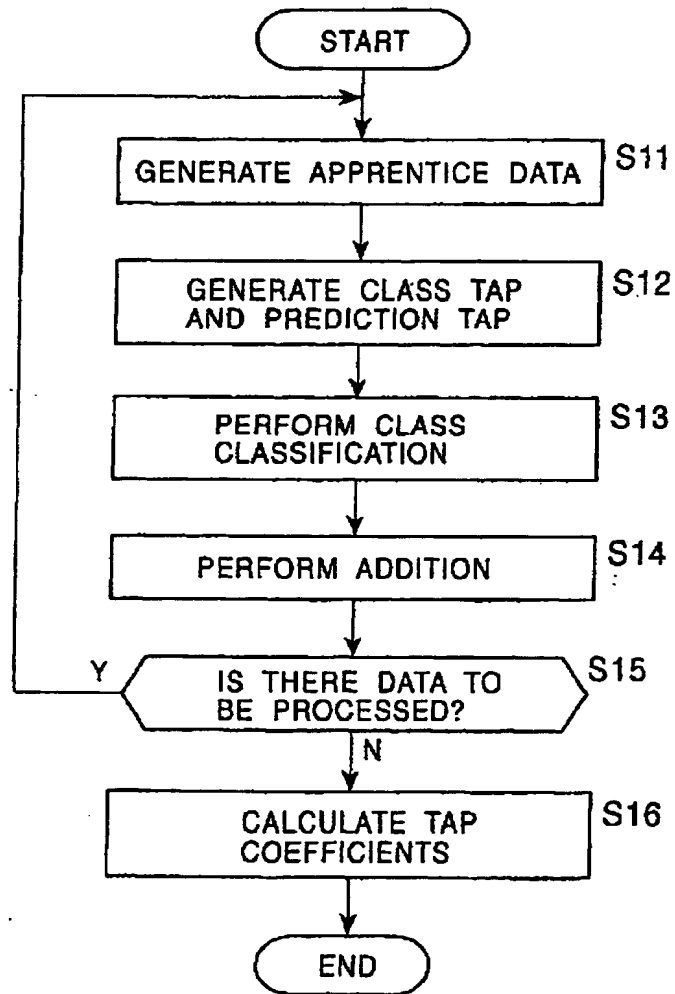 START
GENERATE APPRENTICE DATA
S11
GENERATE CLASS TAP
AND PREDICTION TAP
S12
PERFORM CLASS
CLASSIFICATION
S13
PERFORM ADDITION
S14
Y
IS THERE DATA TO
BE PROCESSED?
S15
N
CALCULATE TAP
COEFFICIENTS
S16
END